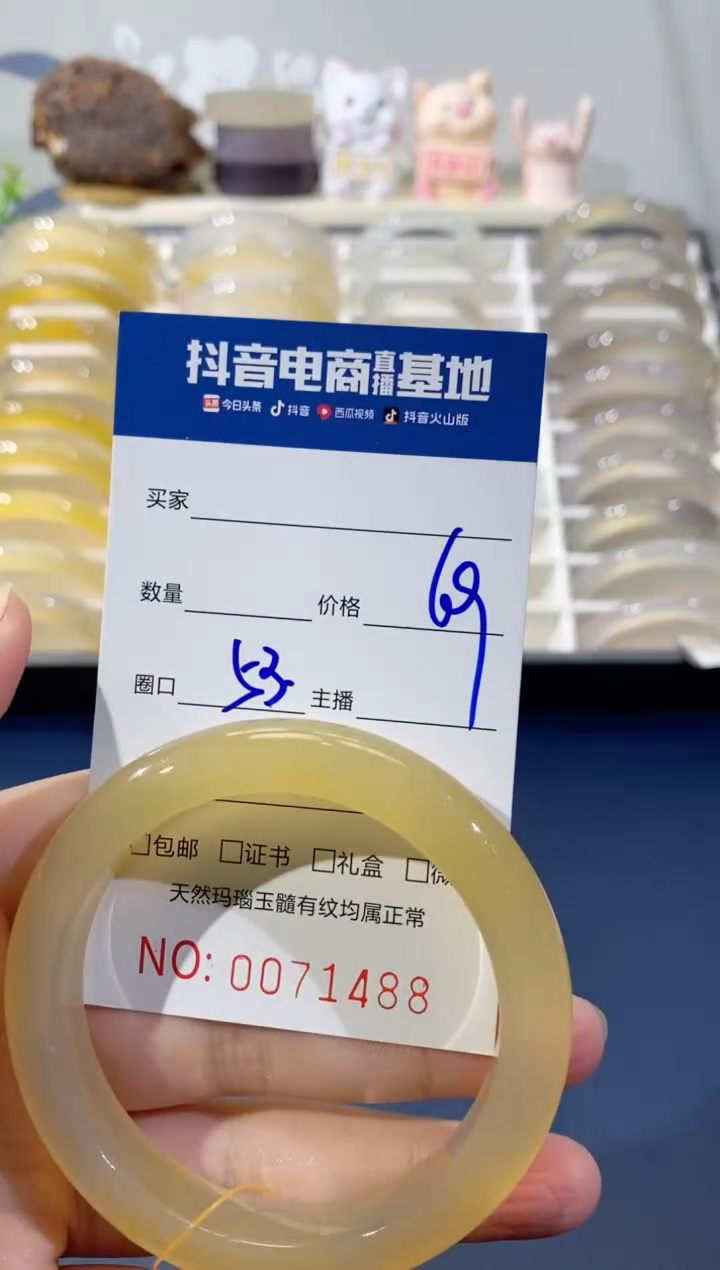 抖音电商直播基地
今日头条 抖音 西瓜视频 抖音火山版
买家
数量 价格 69
圈口 53 主播
□包邮 □证书 □礼盒 □微
天然玛瑙玉髓有纹均属正常
NO: 0071488